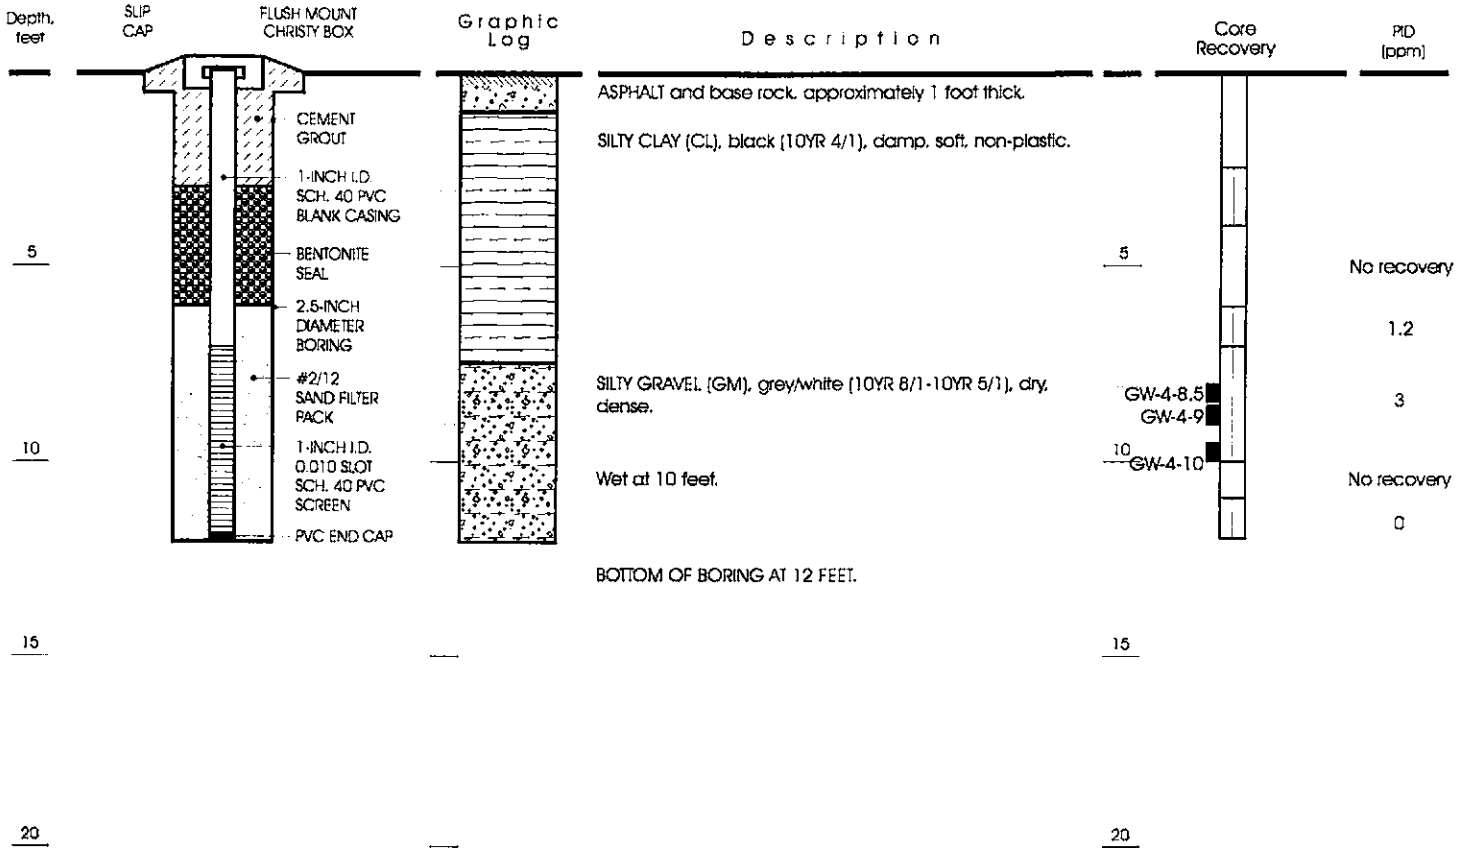 Depth,
feet
SLIP
CAP
FLUSH MOUNT
CHRISTY BOX
Graphic
Log
Description
Core
Recovery
PID
(ppm)
CEMENT
GROUT
1-INCH I.D.
SCH. 40 PVC
BLANK CASING
BENTONITE
SEAL
2.5-INCH
DIAMETER
BORING
#2/12
SAND FILTER
PACK
1-INCH I.D.
0.010 SLOT
SCH. 40 PVC
SCREEN
PVC END CAP
5
10
15
20
ASPHALT and base rock, approximately 1 foot thick.
SILTY CLAY (CL), black (10YR 4/1), damp, soft, non-plastic.
SILTY GRAVEL (GM), grey/white (10YR 8/1-10YR 5/1), dry,
dense.
Wet at 10 feet.
BOTTOM OF BORING AT 12 FEET.
5
GW-4-8.5
GW-4-9
10
GW-4-10
15
20
No recovery
1.2
3
No recovery
0